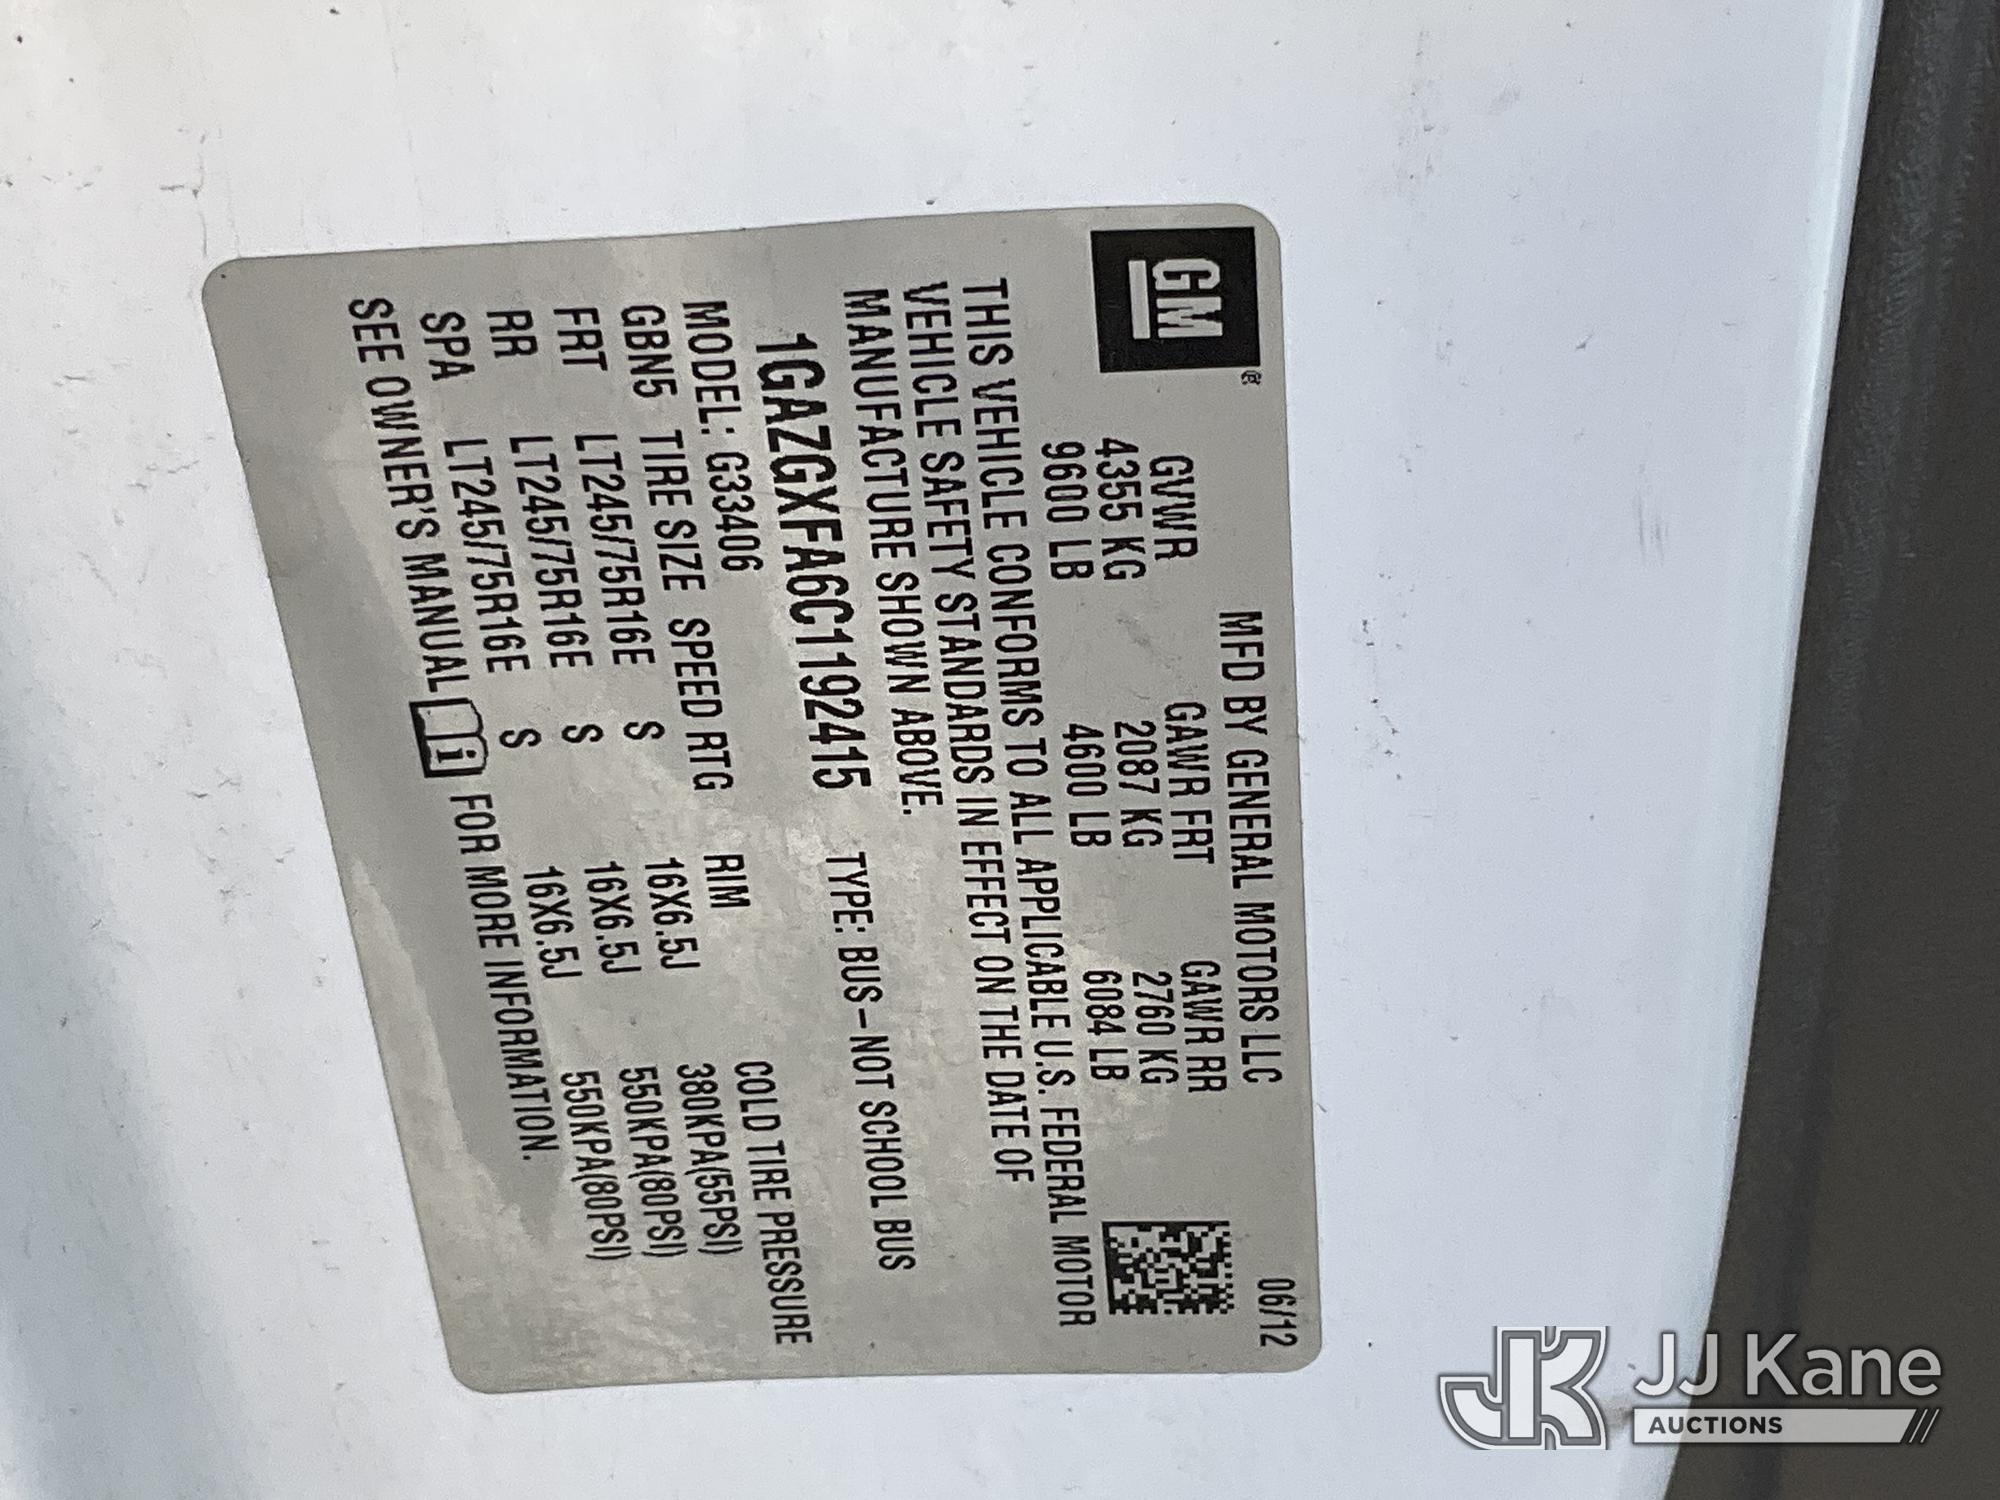 GM®
MFD BY GENERAL MOTORS LLC 06/12
GVWR GAWR FRT GAWR RR
4355 KG 2087 KG 2760 KG
9600 LB 4600 LB 6084 LB
THIS VEHICLE CONFORMS TO ALL APPLICABLE U.S. FEDERAL MOTOR
VEHICLE SAFETY STANDARDS IN EFFECT ON THE DATE OF
MANUFACTURE SHOWN ABOVE.
1GAZGXFA6C1192415 TYPE: BUS–NOT SCHOOL BUS
MODEL: G33406
GBN5 TIRE SIZE SPEED RTG RIM COLD TIRE PRESSURE
FRT LT245/75R16E S 16X6.5J 380KPA(55PSI)
RR LT245/75R16E S 16X6.5J 550KPA(80PSI)
SPA LT245/75R16E S 16X6.5J 550KPA(80PSI)
SEE OWNER'S MANUAL i FOR MORE INFORMATION.
JK JJ Kane
AUCTIONS